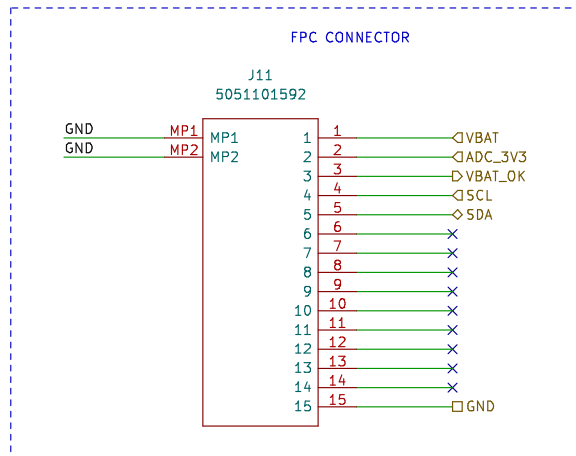 FPC CONNECTOR
J11
5051101592
GND MP1 MP1 1 1 VBAT
GND MP2 MP2 2 2 ADC_3V3
3 3 VBAT_OK
4 4 SCL
5 5 SDA
6 6
7 7
8 8
9 9
10 10
11 11
12 12
13 13
14 14
15 15 GND